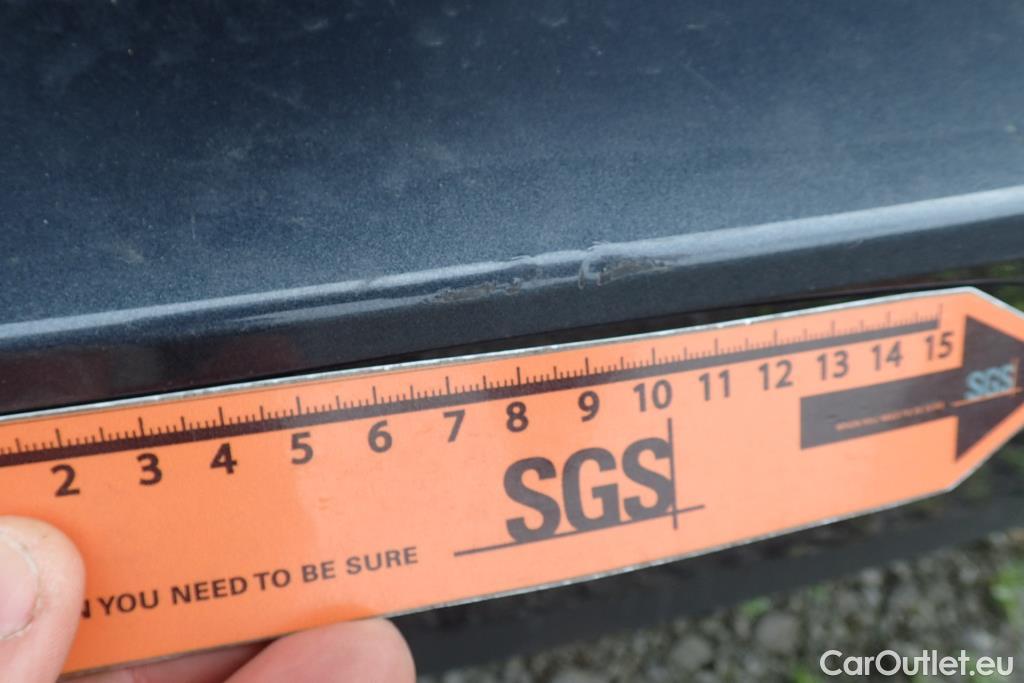 2 3 4 5 6 7 8 9 10 11 12 13 14 15
SGS
SGS
N YOU NEED TO BE SURE
CarOutlet.eu